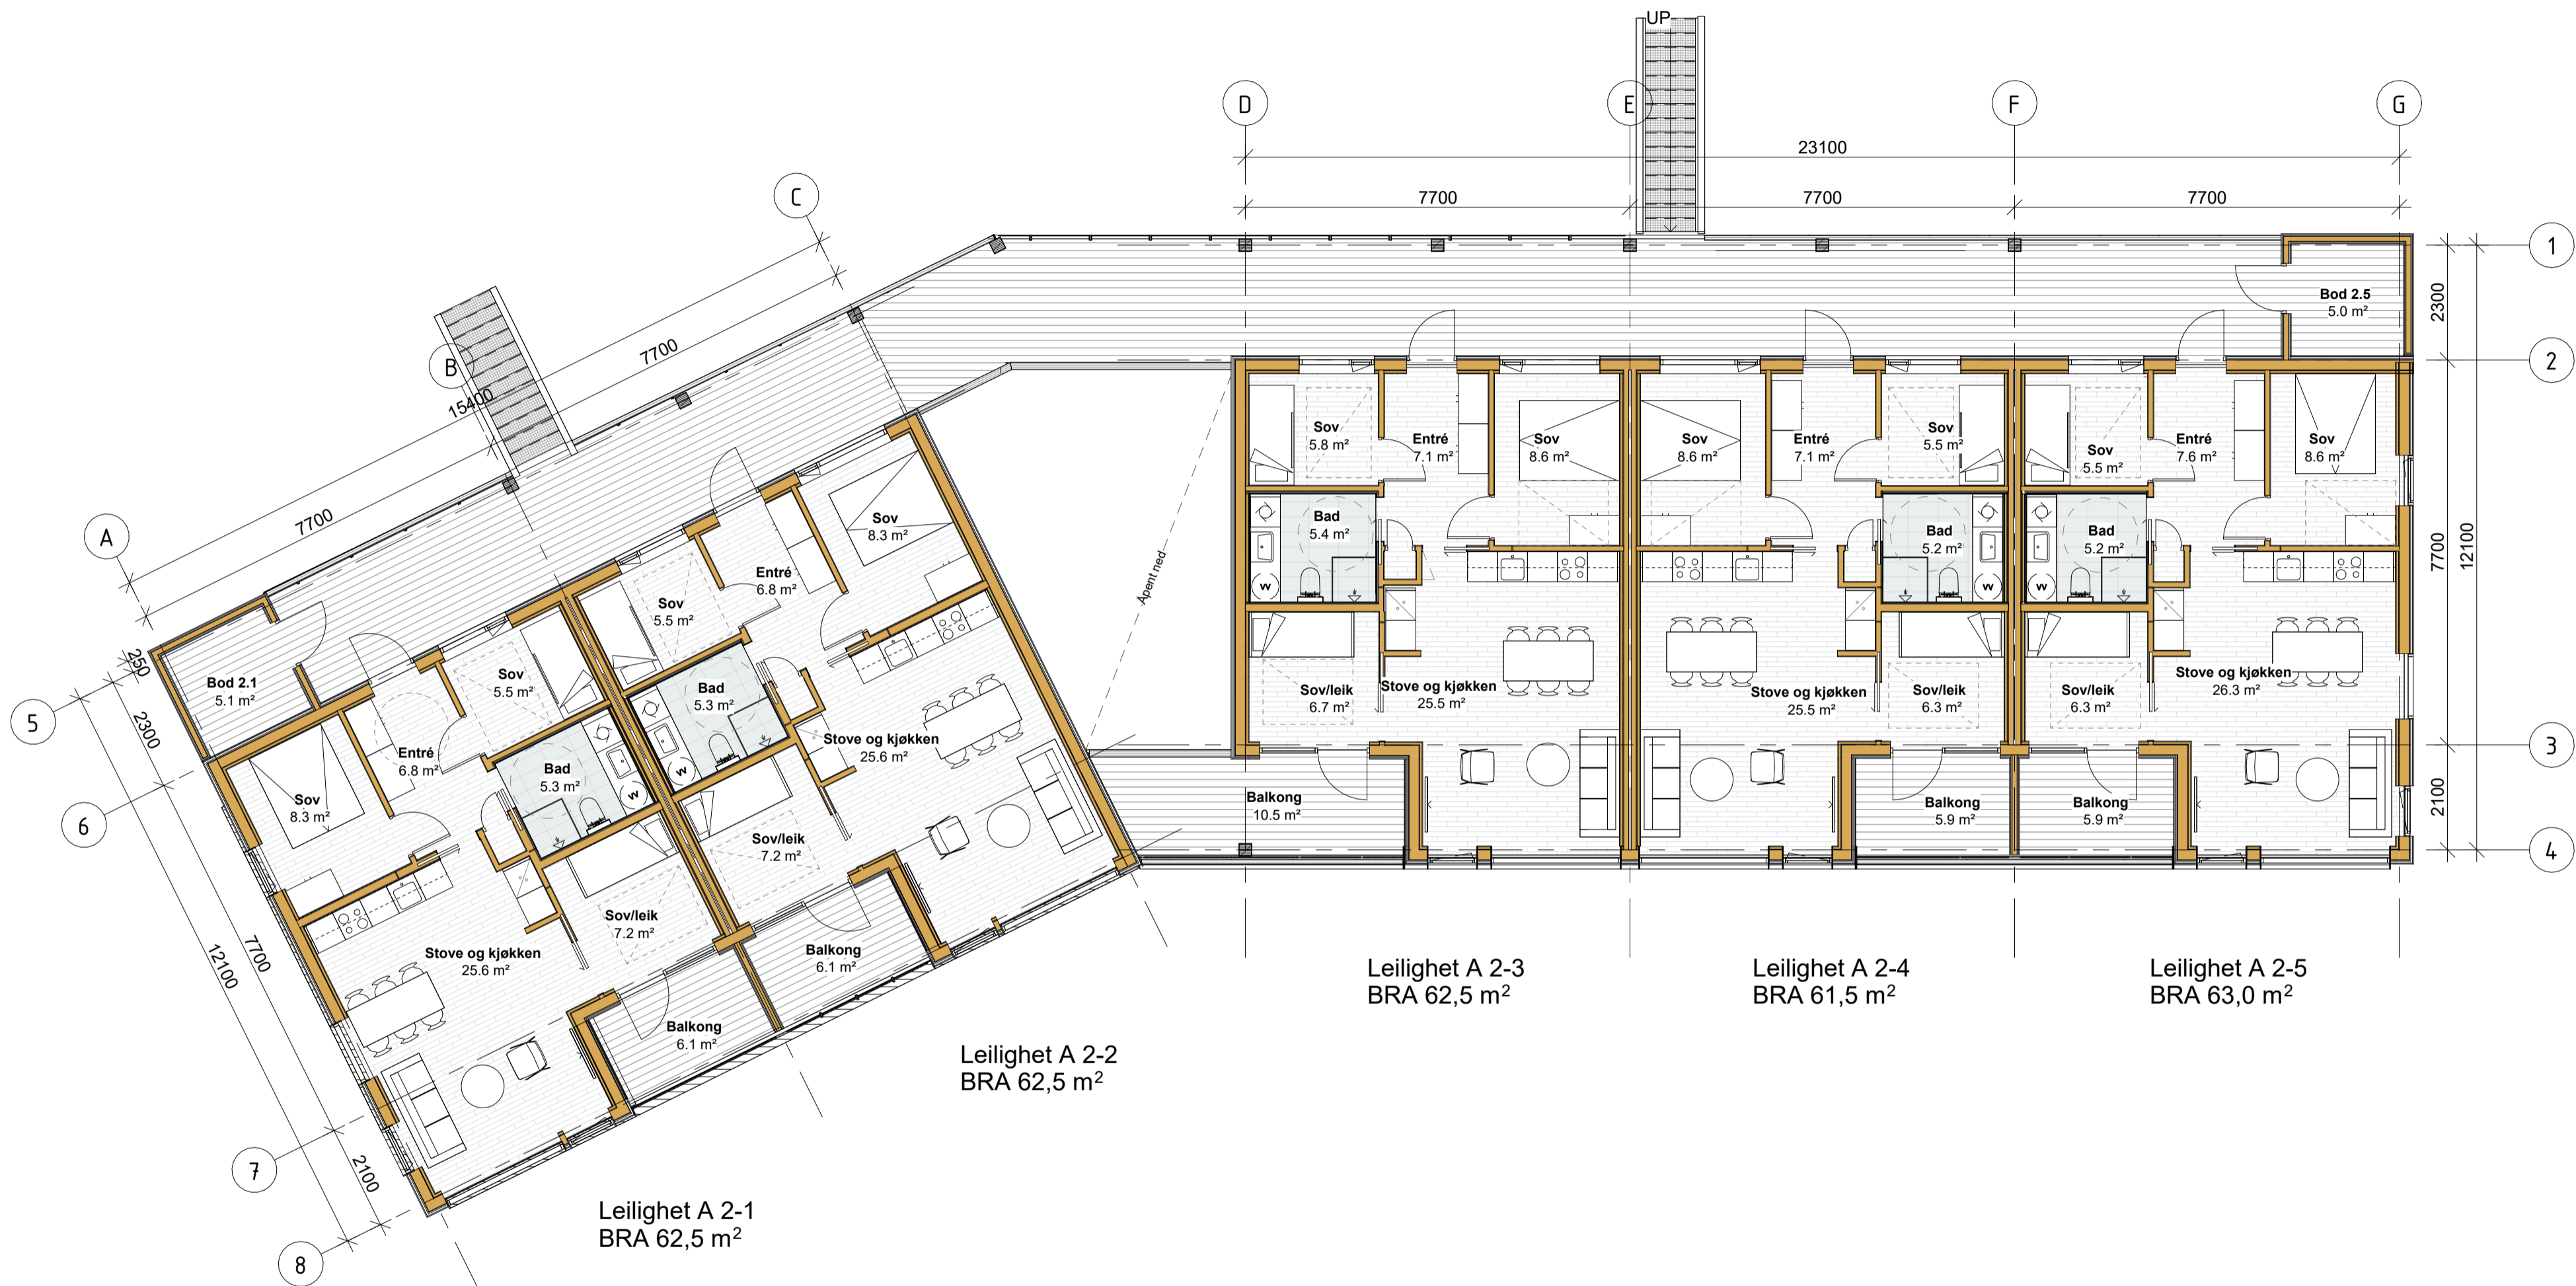 UP
D
E
F
G
23100
7700
7700
7700
C
B
A
15400
7700
7700
1
2
3
4
2300
7700
12100
2100
5
6
7
8
250
2300
7700
12100
2100
Bod 2.5
5.0 m²
Sov
5.8 m²
Entré
7.1 m²
Sov
8.6 m²
Bad
5.4 m²
W
Sov/leik
6.7 m²
Stove og kjøkken
25.5 m²
Balkong
10.5 m²
Sov
8.6 m²
Entré
7.1 m²
Sov
5.5 m²
Bad
5.2 m²
W
Stove og kjøkken
25.5 m²
Sov/leik
6.3 m²
Balkong
5.9 m²
Sov
5.5 m²
Entré
7.6 m²
Sov
8.6 m²
Bad
5.2 m²
W
Sov/leik
6.3 m²
Stove og kjøkken
26.3 m²
Balkong
5.9 m²
Åpent ned
Sov
8.3 m²
Entré
6.8 m²
Sov
5.5 m²
Bad
5.3 m²
W
Stove og kjøkken
25.6 m²
Sov/leik
7.2 m²
Balkong
6.1 m²
Bod 2.1
5.1 m²
Sov
5.5 m²
Entré
6.8 m²
Sov
8.3 m²
Bad
5.3 m²
W
Sov/leik
7.2 m²
Stove og kjøkken
25.6 m²
Balkong
6.1 m²
Leilighet A 2-3
BRA 62,5 m²
Leilighet A 2-4
BRA 61,5 m²
Leilighet A 2-5
BRA 63,0 m²
Leilighet A 2-2
BRA 62,5 m²
Leilighet A 2-1
BRA 62,5 m²